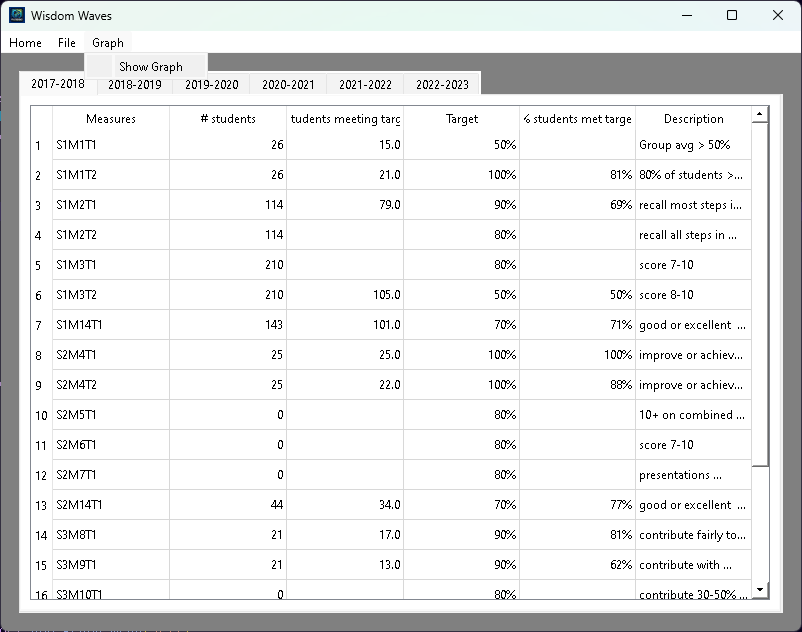 Wisdom Waves
Home File Graph
Show Graph
2017-2018 2018-2019 2019-2020 2020-2021 2021-2022 2022-2023
Measures # students tudents meeting targ Target % students met targe Description
1 S1M1T1 26 15.0 50% Group avg > 50%
2 S1M1T2 26 21.0 100% 81% 80% of students >...
3 S1M2T1 114 79.0 90% 69% recall most steps i...
4 S1M2T2 114 80% recall all steps in ...
5 S1M3T1 210 80% score 7-10
6 S1M3T2 210 105.0 50% 50% score 8-10
7 S1M14T1 143 101.0 70% 71% good or excellent ...
8 S2M4T1 25 25.0 100% 100% improve or achiev...
9 S2M4T2 25 22.0 100% 88% improve or achiev...
10 S2M5T1 0 80% 10+ on combined ...
11 S2M6T1 0 80% score 7-10
12 S2M7T1 0 80% presentations ...
13 S2M14T1 44 34.0 70% 77% good or excellent ...
14 S3M8T1 21 17.0 90% 81% contribute fairly to...
15 S3M9T1 21 13.0 90% 62% contribute with ...
16 S3M10T1 0 80% contribute 30-50% ...